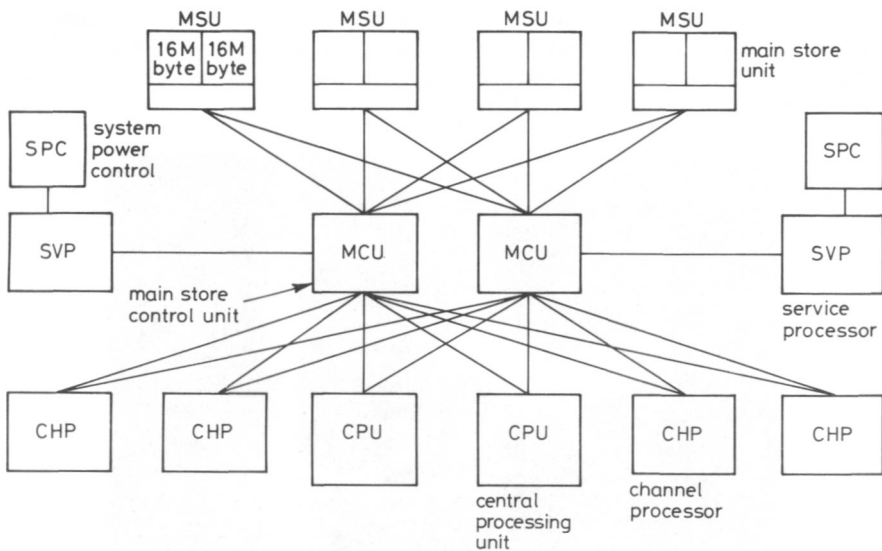 MSU MSU MSU MSU
16M 16M
byte byte
main store
unit
SPC
system
power
control
SPC
SVP
MCU
MCU
SVP
main store
control unit
service
processor
CHP
CHP
CPU
CPU
CHP
CHP
central
processing
unit
channel
processor